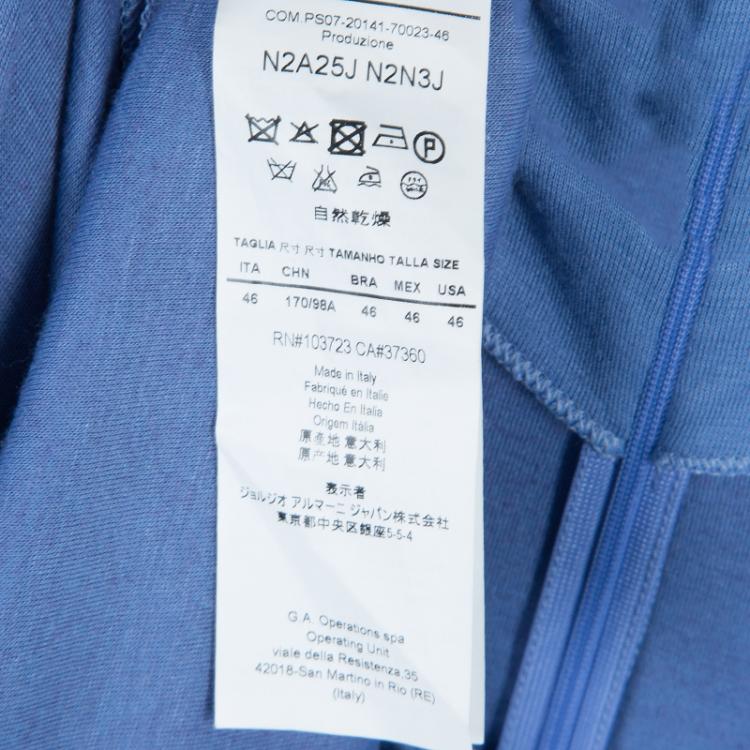 COM.PS07-20141-70023-46
Produzione
N2A25J N2N3J
P
ドライ
自然乾燥
TAGLIA 尺寸 尺寸 TAMANHO TALLA SIZE
ITA CHN BRA MEX USA
46 170/98A 46 46 46
RN#103723 CA#37360
Made in Italy
Fabriqué en Italie
Hecho En Italia
Origem Itália
原產地 意大利
原产地 意大利
表示者
ジョルジオ アルマーニ ジャパン株式会社
東京都中央区銀座5-5-4
G.A. Operations spa
Operating Unit
viale della Resistenza,35
42018-San Martino in Rio (RE)
(Italy)